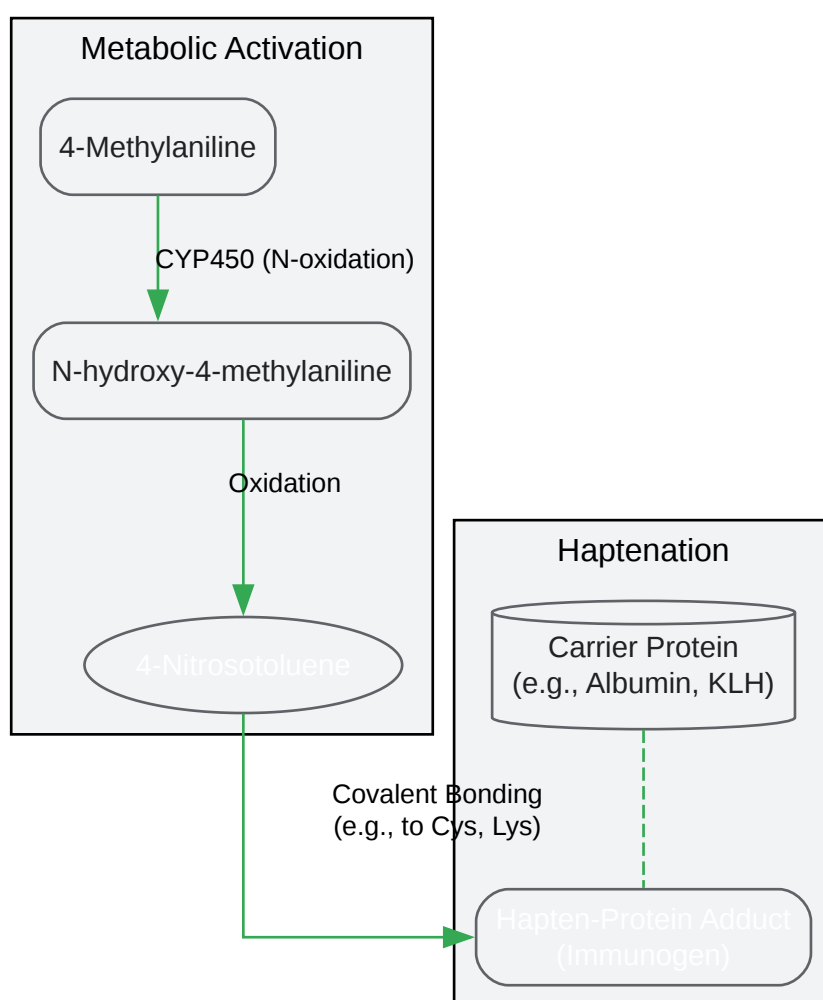 Metabolic Activation
4-Methylaniline
CYP450 (N-oxidation)
N-hydroxy-4-methylaniline
Oxidation
4-Nitrosotoluene
Haptenation
Carrier Protein
(e.g., Albumin, KLH)
Covalent Bonding
(e.g., to Cys, Lys)
Hapten-Protein Adduct
(Immunogen)